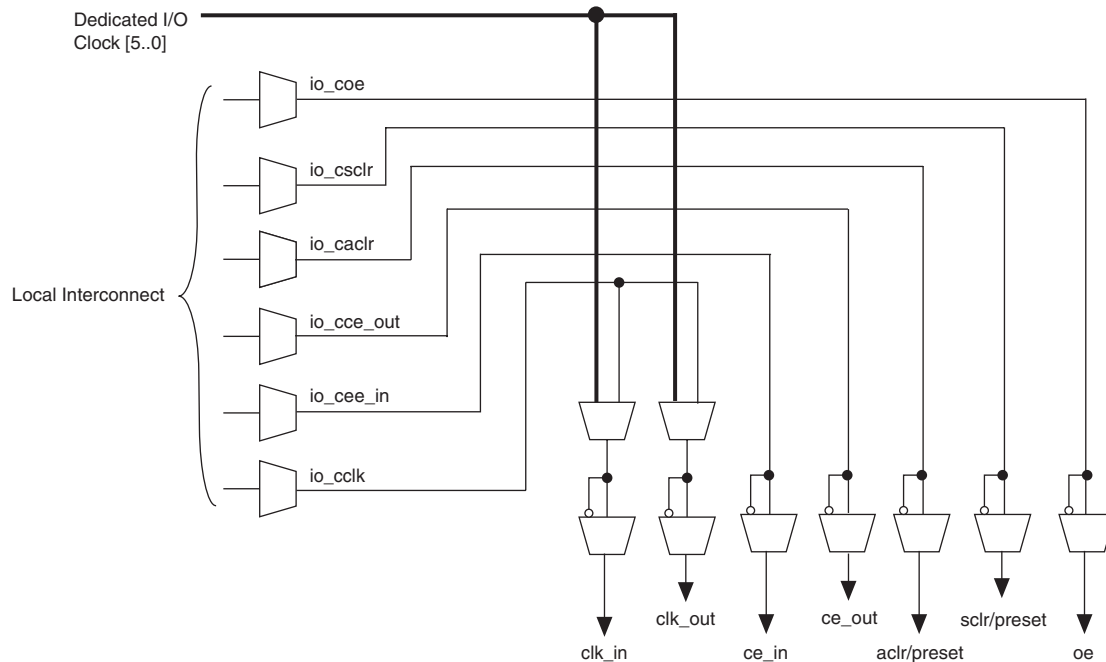 Dedicated I/O
Clock [5..0]
io_coe
io_csclr
io_caclr
Local Interconnect
io_cce_out
io_cee_in
io_cclk
clk_out
ce_out
sclr/preset
clk_in
ce_in
aclr/preset
oe